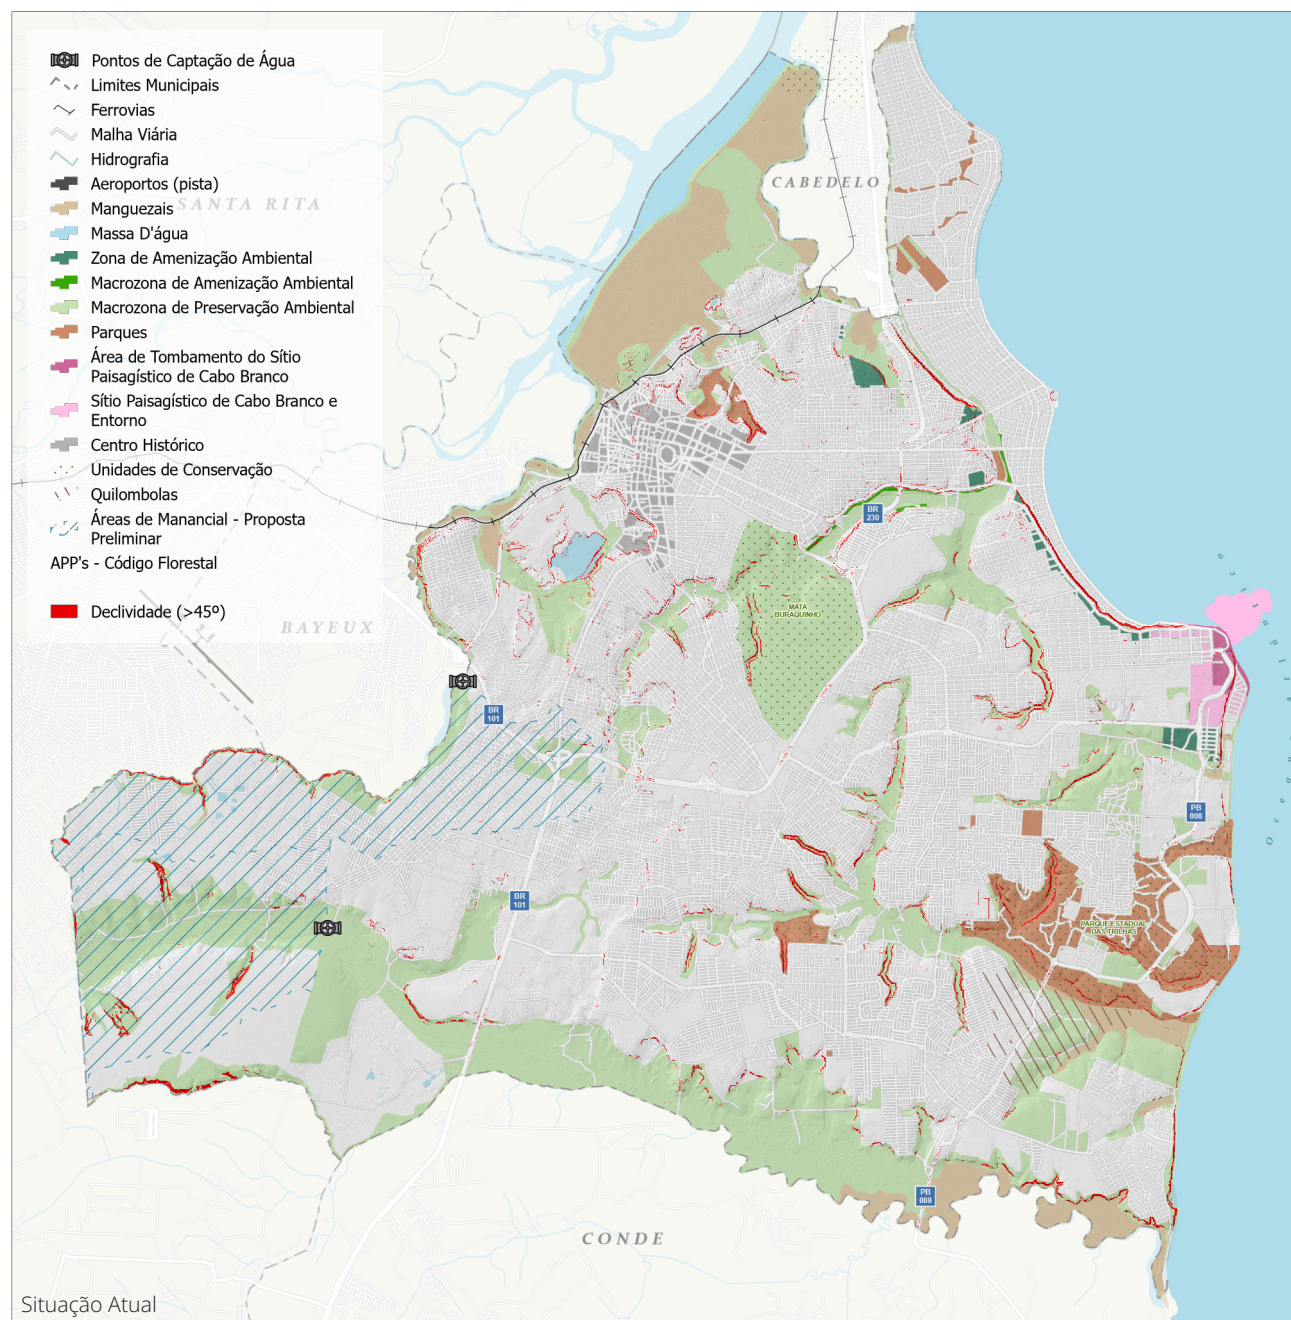 Pontos de Captação de Água
Limites Municipais
Ferrovias
Malha Viária
Hidrografia
Aeroportos (pista)
Manguezais
Massa D'água
Zona de Amenização Ambiental
Macrozona de Amenização Ambiental
Macrozona de Preservação Ambiental
Parques
Área de Tombamento do Sítio
Paisagístico de Cabo Branco
Sítio Paisagístico de Cabo Branco e
Entorno
Centro Histórico
Unidades de Conservação
Quilombolas
Áreas de Manancial - Proposta
Preliminar
APP's - Código Florestal
Declividade (>45º)
SANTA RITA
CABEDELO
BAYEUX
CONDE
BR
230
MATA
BURAQUINHO
BR
101
PB
008
BR
101
PARQUE ESTADUAL
DAS TRILHAS
PB
008
Situação Atual